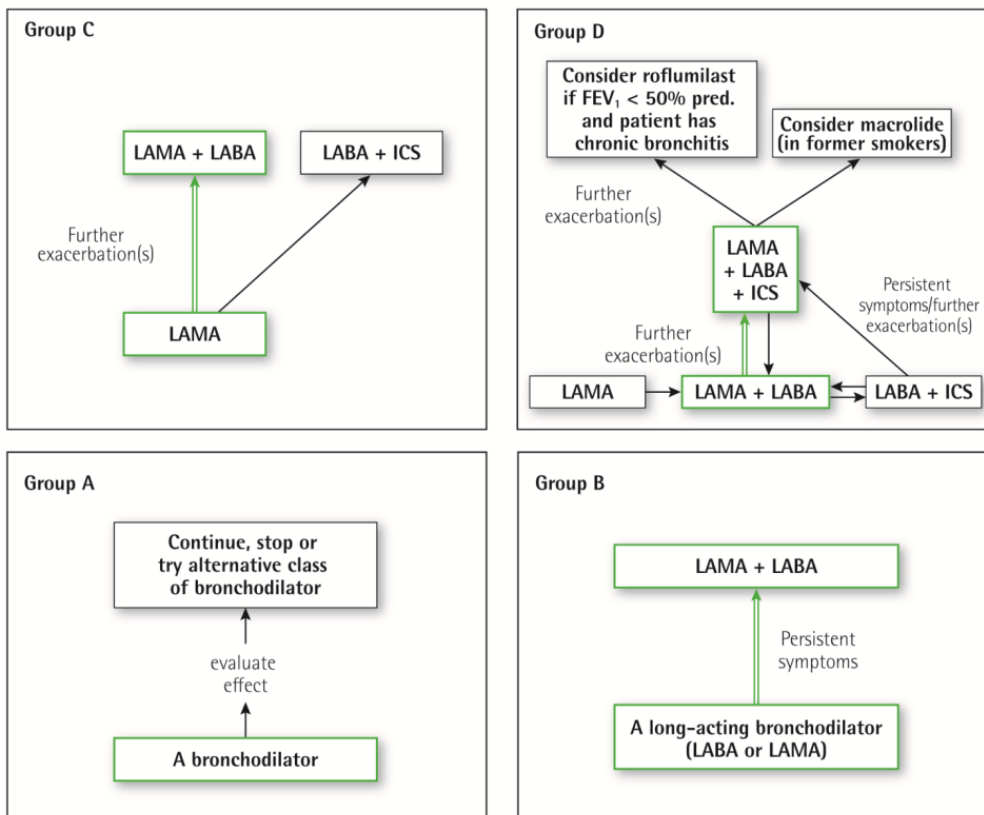 Group C
LAMA + LABA
LABA + ICS
Further
exacerbation(s)
LAMA
Group D
Consider roflumilast
if FEV₁ < 50% pred.
and patient has
chronic bronchitis
Consider macrolide
(in former smokers)
Further
exacerbation(s)
LAMA
+ LABA
+ ICS
Persistent
symptoms/further
exacerbation(s)
Further
exacerbation(s)
LAMA
LAMA + LABA
LABA + ICS
Group A
Continue, stop or
try alternative class
of bronchodilator
evaluate
effect
A bronchodilator
Group B
LAMA + LABA
Persistent
symptoms
A long-acting bronchodilator
(LABA or LAMA)